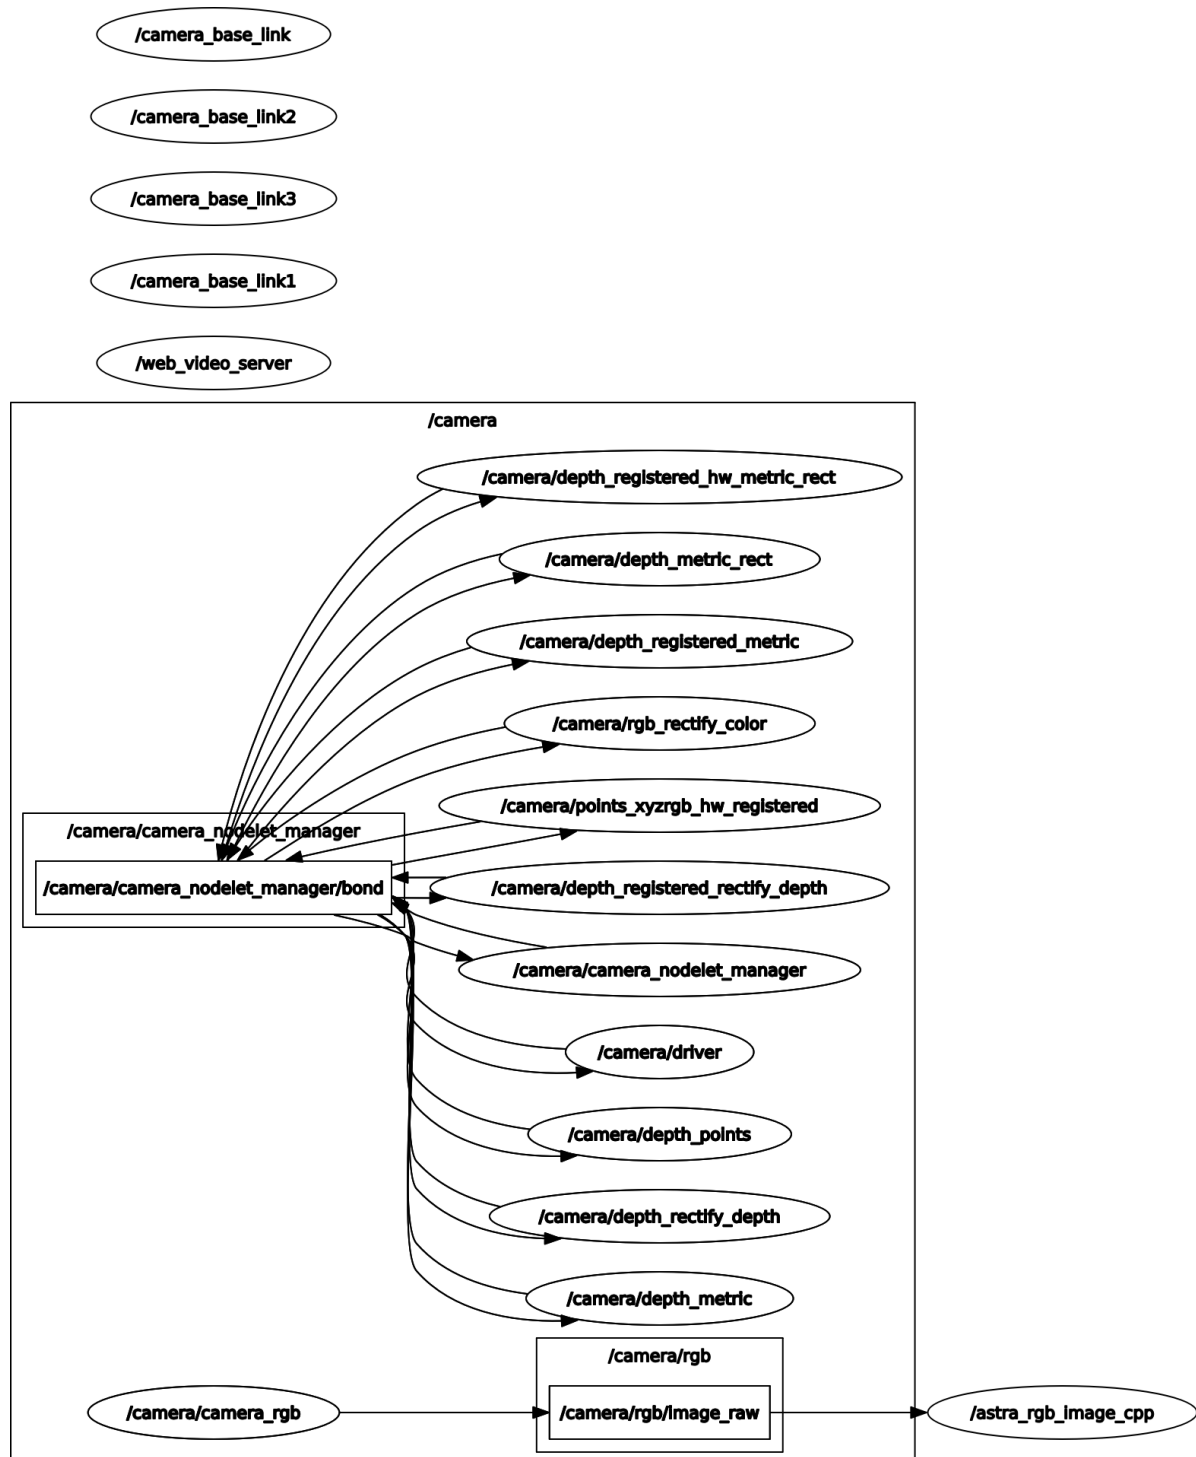 /camera_base_link
/camera_base_link2
/camera_base_link3
/camera_base_link1
/web_video_server
/camera
/camera/depth_registered_hw_metric_rect
/camera/depth_metric_rect
/camera/depth_registered_metric
/camera/rgb_rectify_color
/camera/points_xyzrgb_hw_registered
/camera/camera_nodelet_manager
/camera/camera_nodelet_manager/bond
/camera/depth_registered_rectify_depth
/camera/camera_nodelet_manager
/camera/driver
/camera/depth_points
/camera/depth_rectify_depth
/camera/depth_metric
/camera/rgb
/camera/camera_rgb
/camera/rgb/image_raw
/astra_rgb_image_cpp